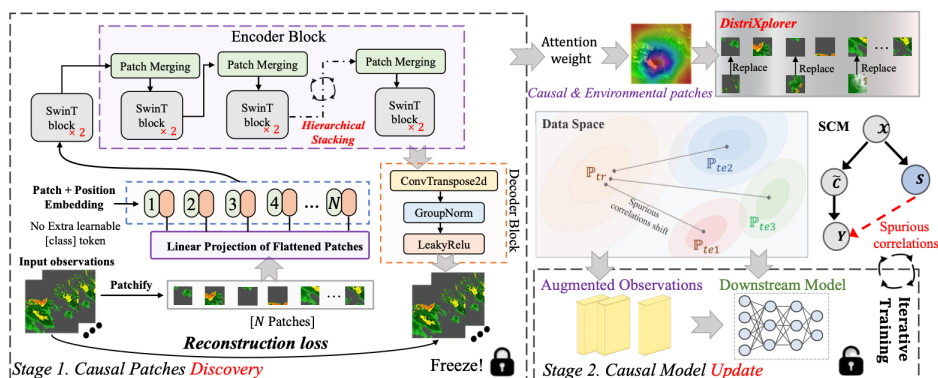 Encoder Block
Patch Merging
Patch Merging
Patch Merging
SwinT
block
× 2
SwinT
block
× 2
SwinT
block
× 2
SwinT
block
× 2
Hierarchical
Stacking
Patch + Position
Embedding
1 2 3 4 ... N
No Extra learnable
[class] token
Linear Projection of Flattened Patches
Input observations
Patchify
...
[N Patches]
Reconstruction loss
Freeze!
Stage 1. Causal Patches Discovery
ConvTranspose2d
GroupNorm
LeakyRelu
Decoder Block
Attention
weight
Causal & Environmental patches
DistriXplorer
...
Replace
Replace
Replace
Data Space
ℙtr
ℙte2
ℙte3
ℙte1
Spurious
correlations shift
SCM
X
C̃
S
Y
Spurious
correlations
Augmented Observations
Downstream Model
Iterative
Training
Stage 2. Causal Model Update